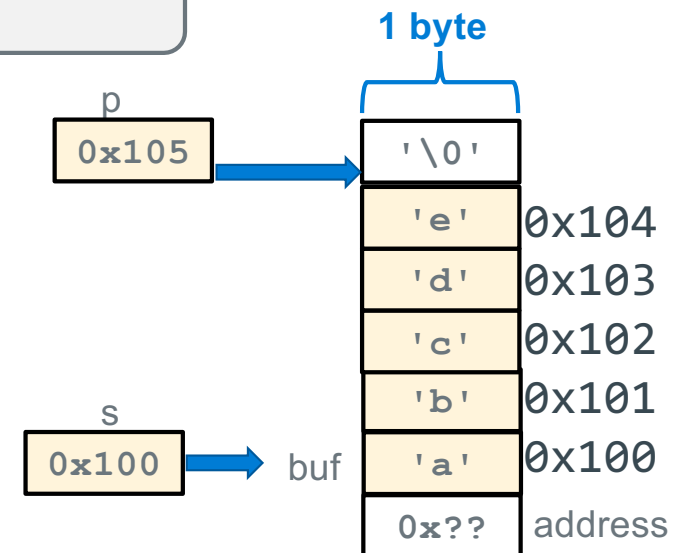 1 byte
p
0x105
'\0'
'e' 0x104
'd' 0x103
'c' 0x102
'b' 0x101
s
0x100
buf
'a' 0x100
0x?? address